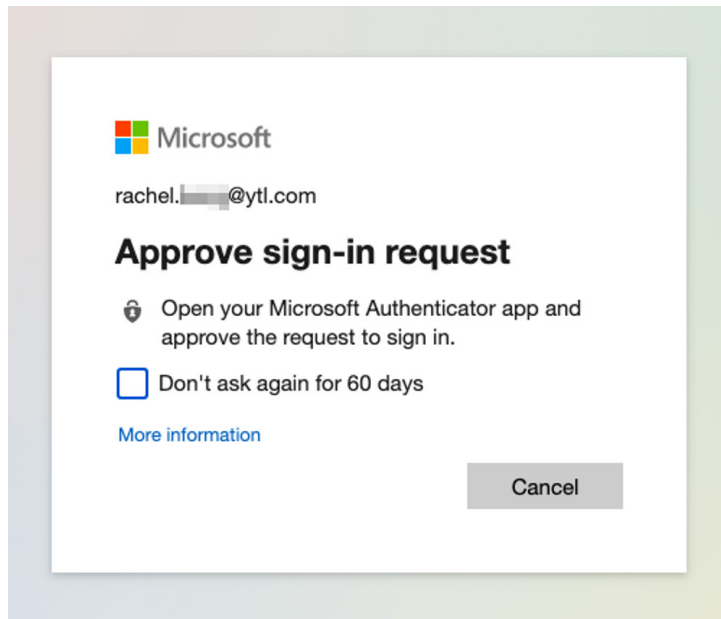 Microsoft
rachel. @ytl.com
Approve sign-in request
Open your Microsoft Authenticator app and
approve the request to sign in.
Don't ask again for 60 days
More information
Cancel